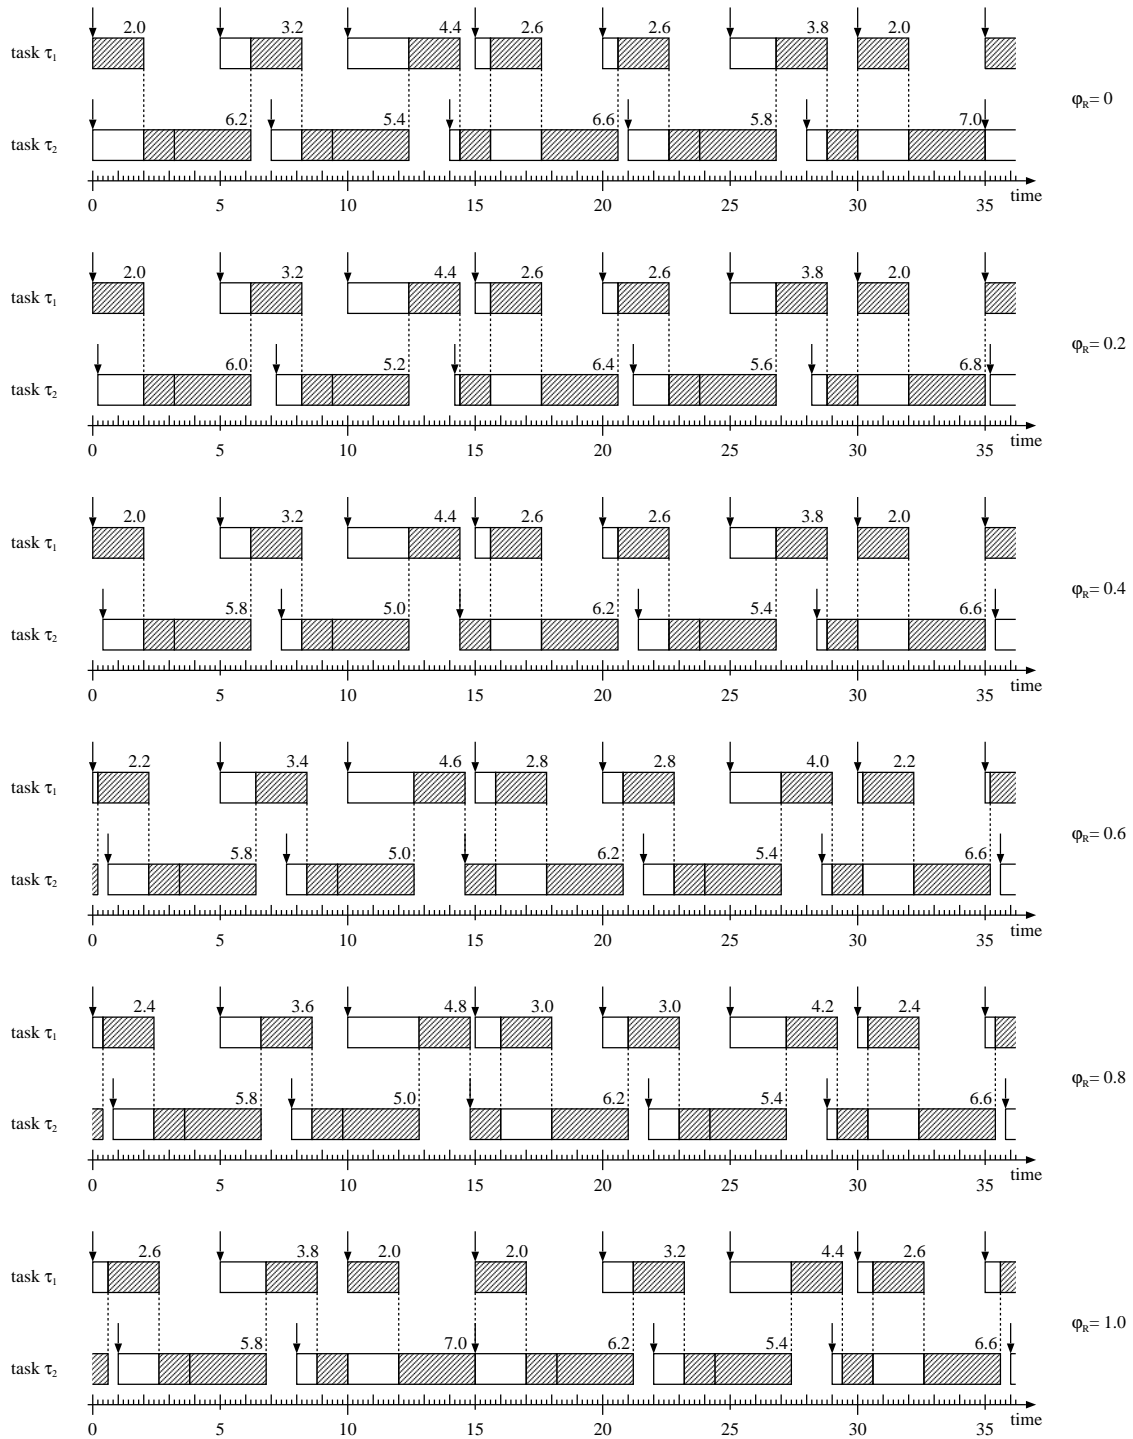 2.0 3.2 4.4 2.6 2.6 3.8 2.0
task τ₁
φ_R= 0
6.2 5.4 6.6 5.8 7.0
task τ₂
0 5 10 15 20 25 30 35 time
2.0 3.2 4.4 2.6 2.6 3.8 2.0
task τ₁
φ_R= 0.2
6.0 5.2 6.4 5.6 6.8
task τ₂
0 5 10 15 20 25 30 35 time
2.0 3.2 4.4 2.6 2.6 3.8 2.0
task τ₁
φ_R= 0.4
5.8 5.0 6.2 5.4 6.6
task τ₂
0 5 10 15 20 25 30 35 time
2.2 3.4 4.6 2.8 2.8 4.0 2.2
task τ₁
φ_R= 0.6
5.8 5.0 6.2 5.4 6.6
task τ₂
0 5 10 15 20 25 30 35 time
2.4 3.6 4.8 3.0 3.0 4.2 2.4
task τ₁
φ_R= 0.8
5.8 5.0 6.2 5.4 6.6
task τ₂
0 5 10 15 20 25 30 35 time
2.6 3.8 2.0 2.0 3.2 4.4 2.6
task τ₁
φ_R= 1.0
5.8 7.0 6.2 5.4 6.6
task τ₂
0 5 10 15 20 25 30 35 time